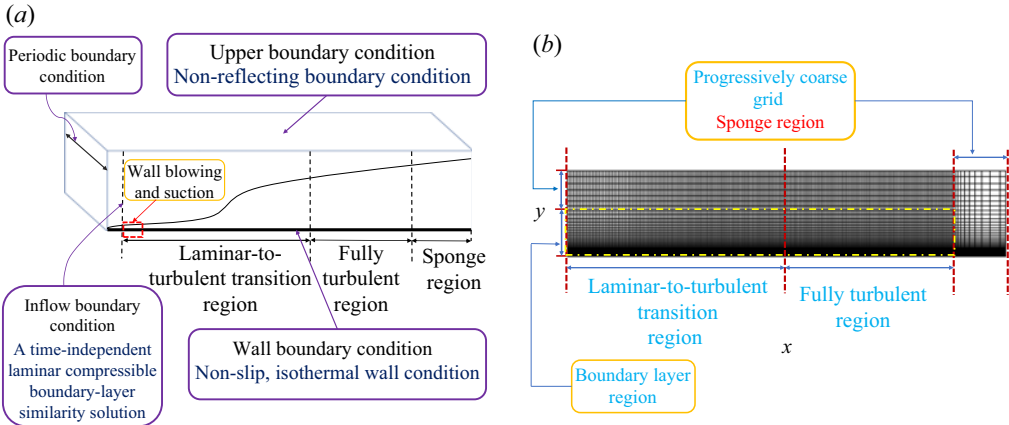 (a)
Periodic boundary
condition
Upper boundary condition
Non-reflecting boundary condition
Wall blowing
and suction
Laminar-to-
turbulent transition
region
Fully
turbulent
region
Sponge
region
Inflow boundary
condition
A time-independent
laminar compressible
boundary-layer
similarity solution
Wall boundary condition
Non-slip, isothermal wall condition
(b)
Progressively coarse
grid
Sponge region
y
Laminar-to-turbulent
transition
region
Fully turbulent
region
x
Boundary layer
region